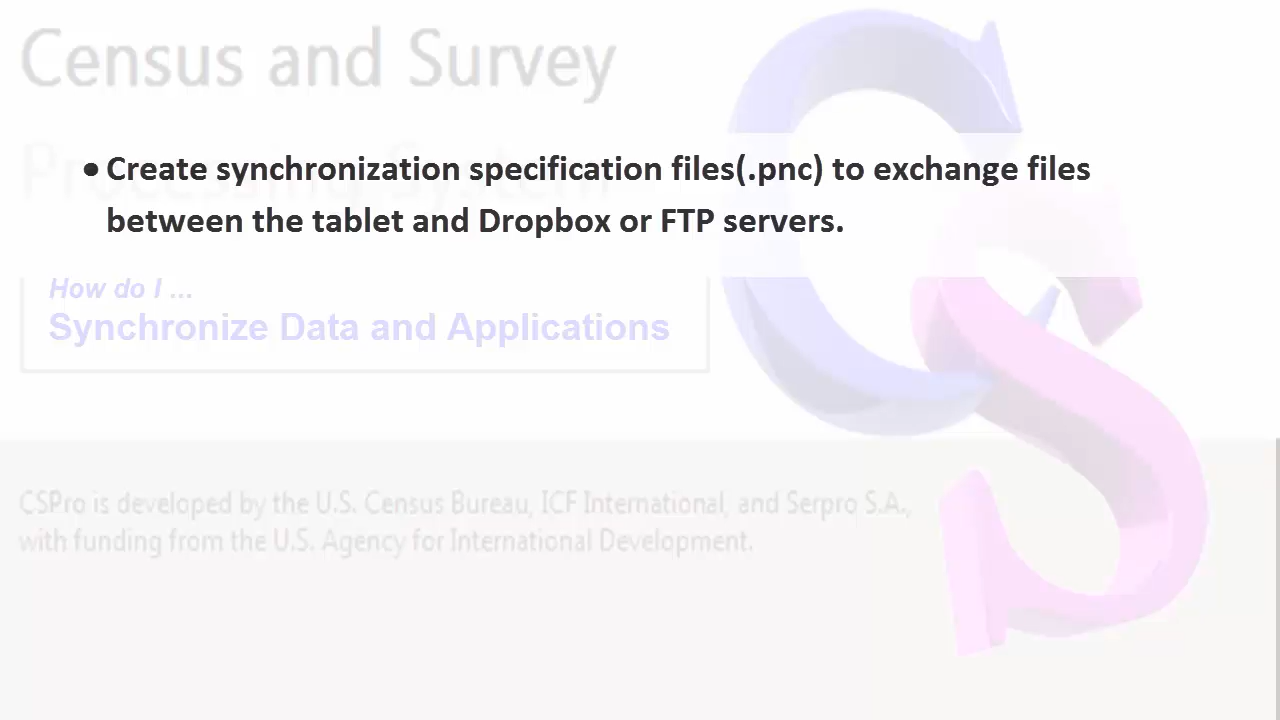 Census and Survey
Processing System
• Create synchronization specification files(.pnc) to exchange files
between the tablet and Dropbox or FTP servers.
How do I ...
Synchronize Data and Applications
CSPro is developed by the U.S. Census Bureau, ICF International, and Serpro S.A.,
with funding from the U.S. Agency for International Development.